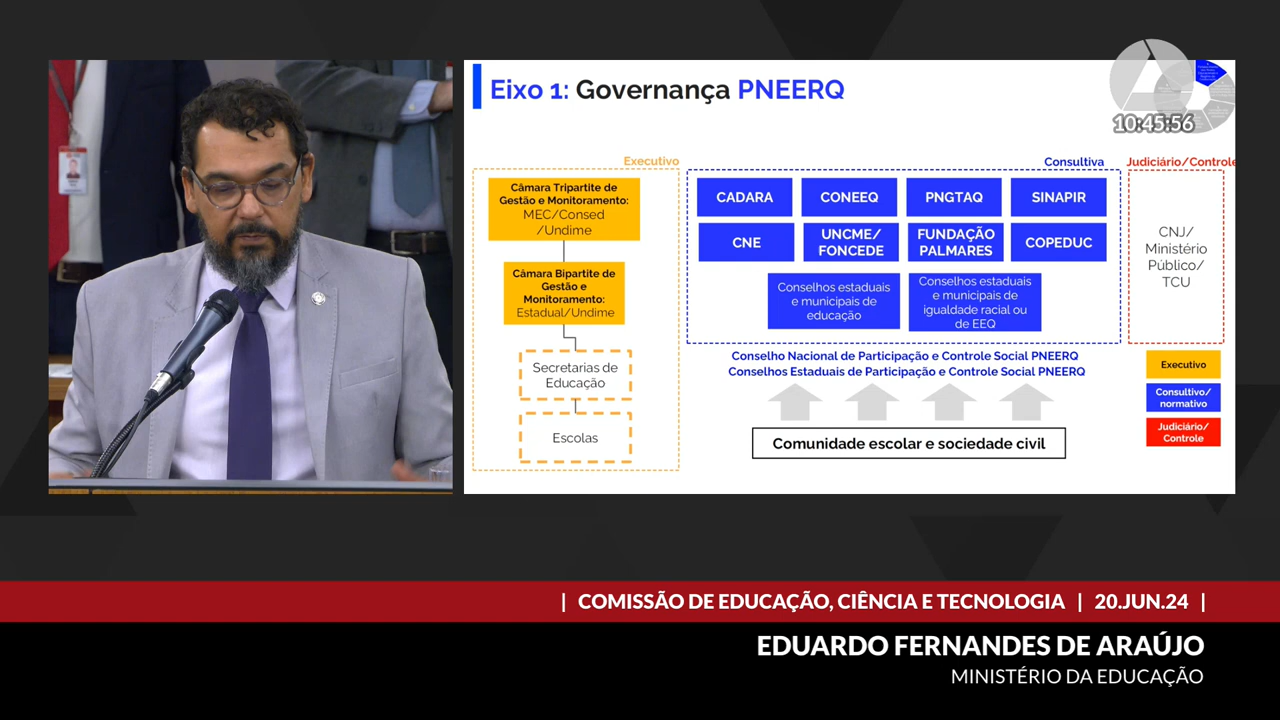 Eixo 1: Governança PNEERQ
10:45:56
Executivo
Câmara Tripartite de
Gestão e Monitoramento:
MEC/Consed
/Undime
Câmara Bipartite de
Gestão e
Monitoramento:
Estadual/Undime
Secretarias de
Educação
Escolas
Consultiva
CADARA
CONEEQ
PNGTAQ
SINAPIR
CNE
UNCME/
FONCEDE
FUNDAÇÃO
PALMARES
COPEDUC
Conselhos estaduais
e municipais de
educação
Conselhos estaduais
e municipais de
igualdade racial ou
de EEQ
Conselho Nacional de Participação e Controle Social PNEERQ
Conselhos Estaduais de Participação e Controle Social PNEERQ
Comunidade escolar e sociedade civil
Judiciário/Controle
CNJ/
Ministério
Público/
TCU
Executivo
Consultivo/
normativo
Judiciário/
Controle
| COMISSÃO DE EDUCAÇÃO, CIÊNCIA E TECNOLOGIA | 20.JUN.24 |
EDUARDO FERNANDES DE ARAÚJO
MINISTÉRIO DA EDUCAÇÃO